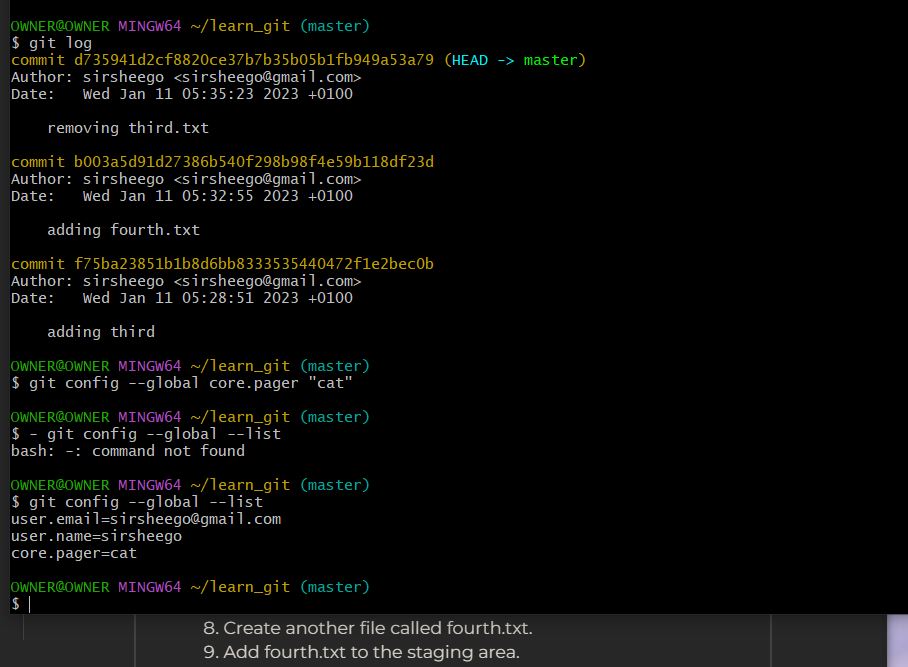 OWNER@OWNER MINGW64 ~/learn_git (master)
$ git log
commit d735941d2cf8820ce37b7b35b05b1fb949a53a79 (HEAD -> master)
Author: sirsheego <sirsheego@gmail.com>
Date:   Wed Jan 11 05:35:23 2023 +0100
    removing third.txt
commit b003a5d91d27386b540f298b98f4e59b118df23d
Author: sirsheego <sirsheego@gmail.com>
Date:   Wed Jan 11 05:32:55 2023 +0100
    adding fourth.txt
commit f75ba23851b1b8d6bb8333535440472f1e2bec0b
Author: sirsheego <sirsheego@gmail.com>
Date:   Wed Jan 11 05:28:51 2023 +0100
    adding third
OWNER@OWNER MINGW64 ~/learn_git (master)
$ git config --global core.pager "cat"
OWNER@OWNER MINGW64 ~/learn_git (master)
$ - git config --global --list
bash: -: command not found
OWNER@OWNER MINGW64 ~/learn_git (master)
$ git config --global --list
user.email=sirsheego@gmail.com
user.name=sirsheego
core.pager=cat
OWNER@OWNER MINGW64 ~/learn_git (master)
$
8. Create another file called fourth.txt.
9. Add fourth.txt to the staging area.